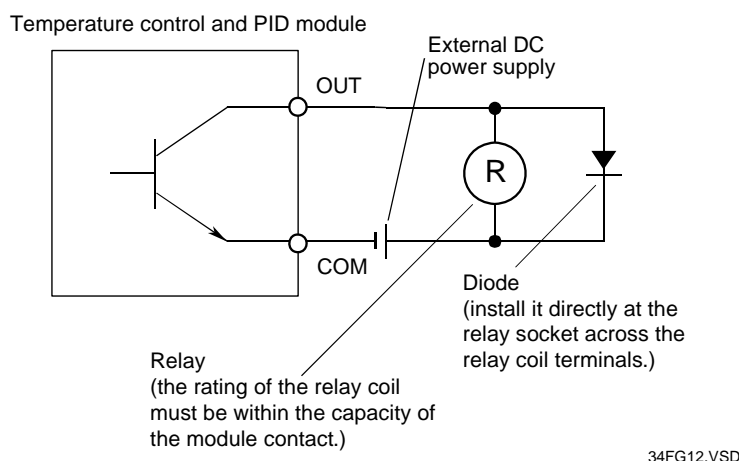 Temperature control and PID module
External DC
power supply
OUT
R
COM
Diode
(install it directly at the
relay socket across the
relay coil terminals.)
Relay
(the rating of the relay coil
must be within the capacity of
the module contact.)
34FG12.VSD